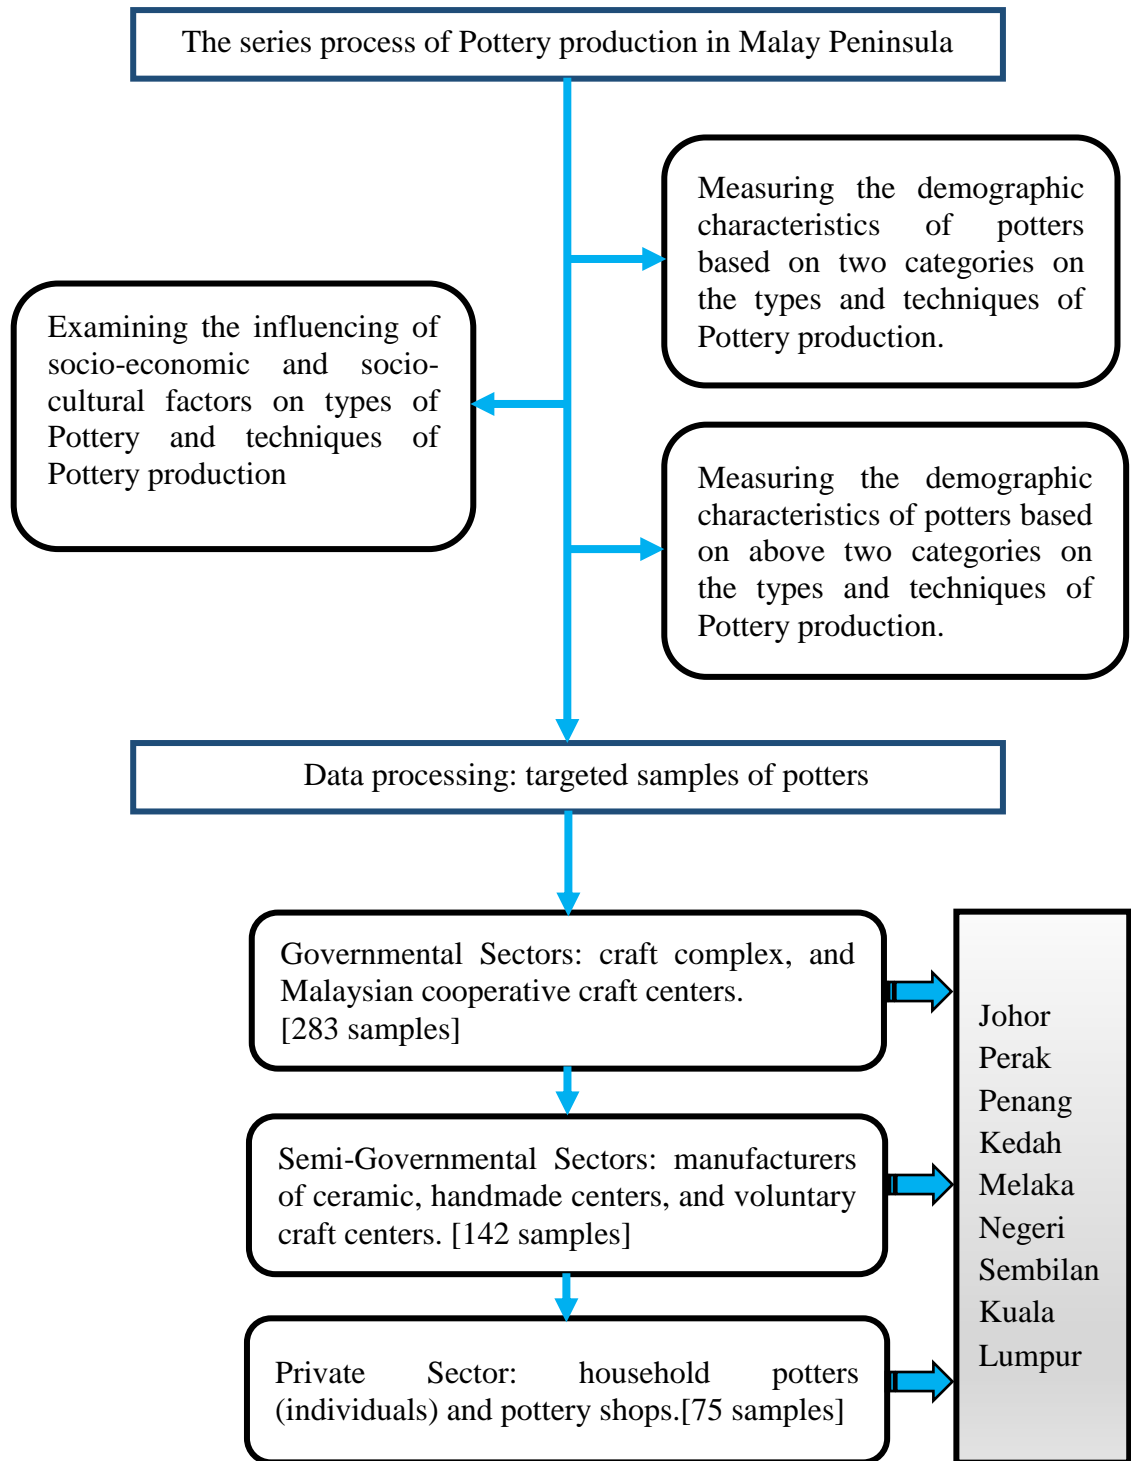 The series process of Pottery production in Malay Peninsula
Measuring the demographic
characteristics of potters
based on two categories on
the types and techniques of
Pottery production.
Examining the influencing of
socio-economic and socio-
cultural factors on types of
Pottery and techniques of
Pottery production
Measuring the demographic
characteristics of potters based
on above two categories on
the types and techniques of
Pottery production.
Data processing: targeted samples of potters
Governmental Sectors: craft complex, and
Malaysian cooperative craft centers.
[283 samples]
Semi-Governmental Sectors: manufacturers
of ceramic, handmade centers, and voluntary
craft centers. [142 samples]
Private Sector: household potters
(individuals) and pottery shops.[75 samples]
Johor
Perak
Penang
Kedah
Melaka
Negeri
Sembilan
Kuala
Lumpur